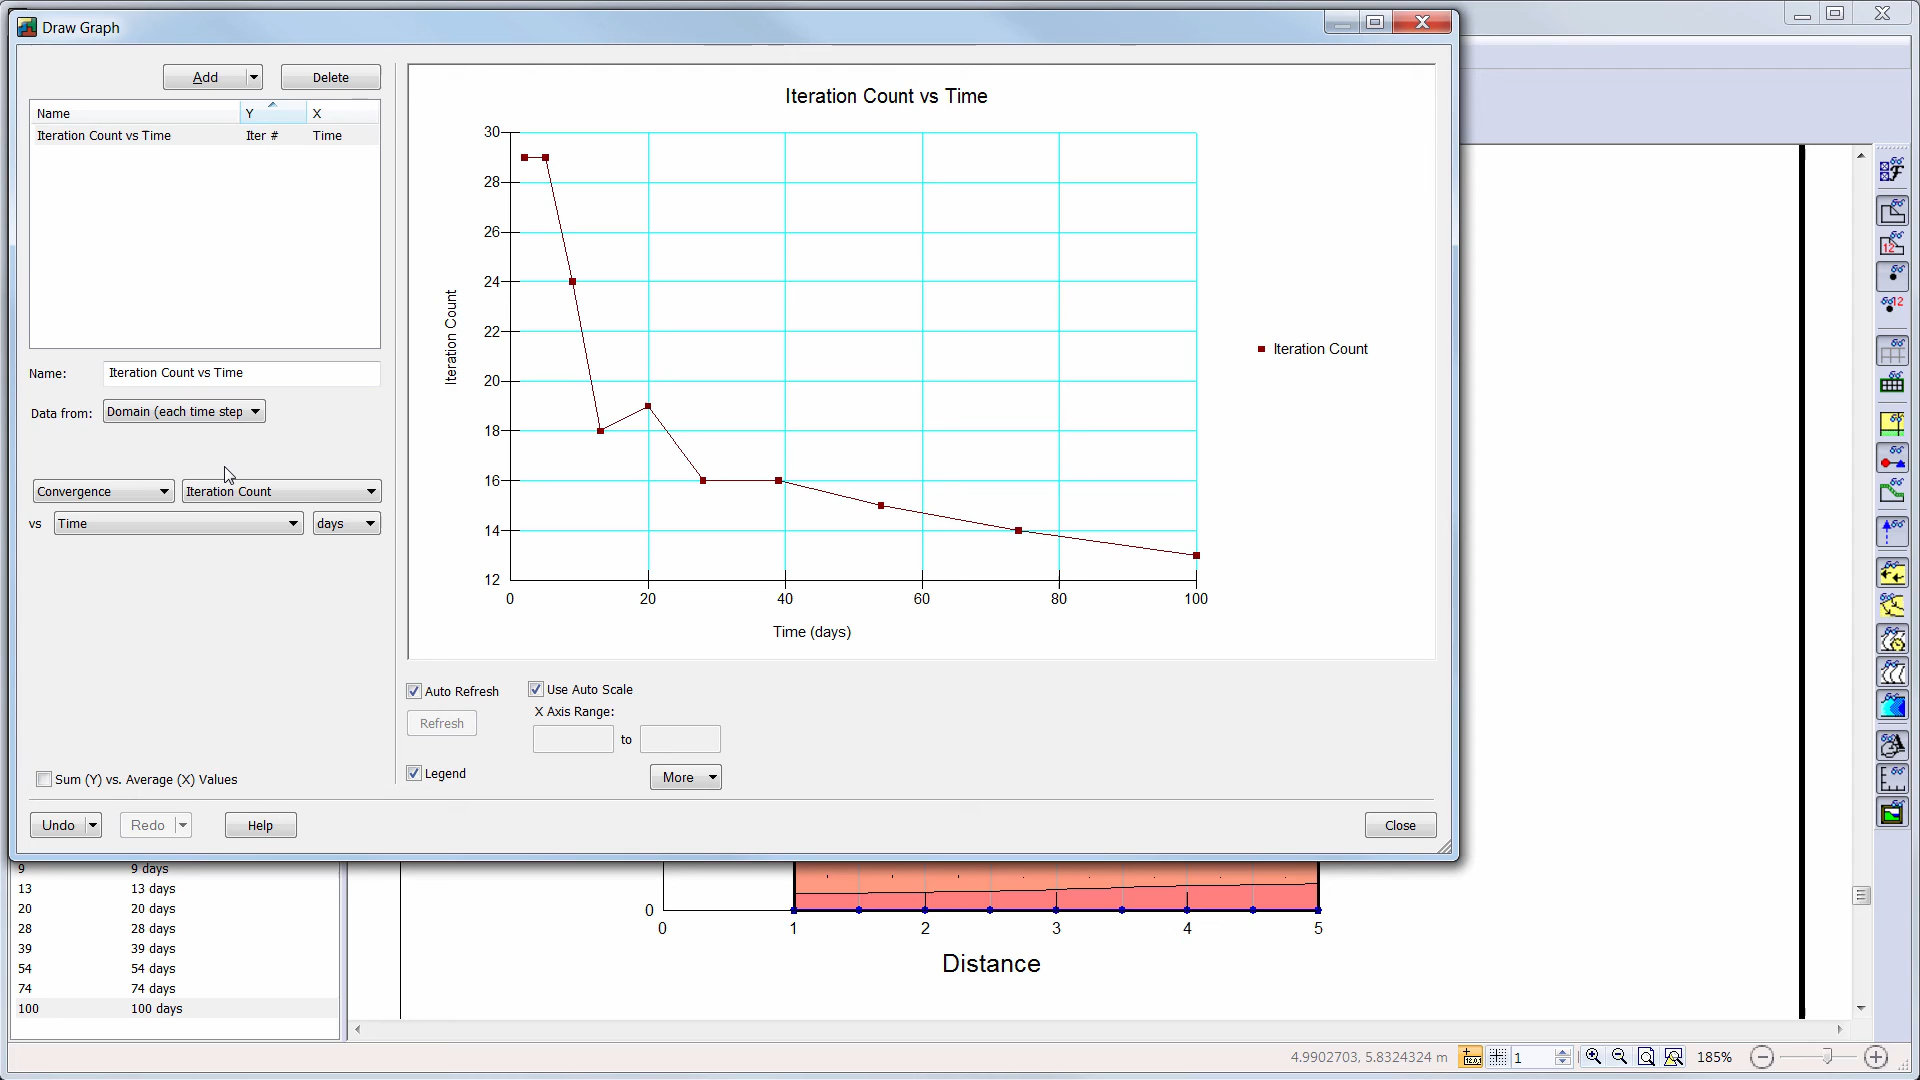 Draw Graph
Add
Delete
Name Y X
Iteration Count vs Time Iter # Time
Name: Iteration Count vs Time
Data from: Domain (each time step
Convergence Iteration Count
vs Time days
Sum (Y) vs. Average (X) Values
Undo Redo Help
Iteration Count vs Time
30
28
26
24
22
20
18
16
14
12
Iteration Count
0 20 40 60 80 100
Time (days)
Iteration Count
Auto Refresh
Use Auto Scale
Refresh
X Axis Range:
to
Legend
More
Close
9 9 days
13 13 days
20 20 days
28 28 days
39 39 days
54 54 days
74 74 days
100 100 days
0
0 1 2 3 4 5
Distance
4.9902703, 5.8324324 m
1
185%